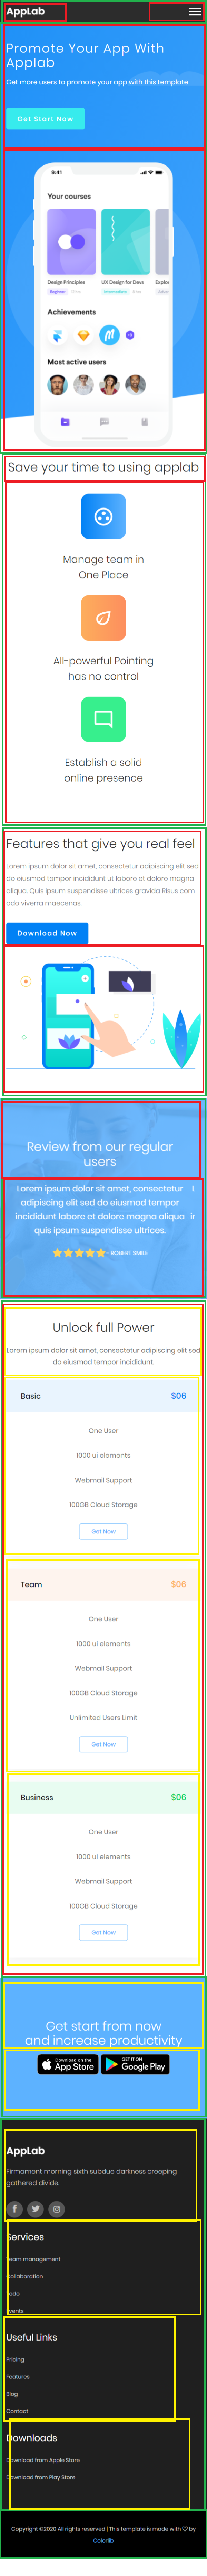 AppLab
Promote Your App With
Applab
Get more users to promote your app with this template
Get Start Now
9:41
Your courses
Design Principles
UX Design for Devs
Explor
Beginner
Intermediate
Achievements
Most active users
Save your time to using applab
Manage team in
One Place
All-powerful Pointing
has no control
Establish a solid
online presence
Features that give you real feel
Lorem ipsum dolor sit amet, consectetur adipiscing elit sed
do eiusmod tempor incididunt ut labore et dolore magna
aliqua. Quis ipsum suspendisse ultrices gravida Risus com
odo viverra maecenas.
Download Now
Review from our regular
users
Lorem ipsum dolor sit amet, consectetur L
adipiscing elit sed do eiusmod tempor
incididunt labore et dolore magna aliqua ir
quis ipsum suspendisse ultrices.
- ROBERT SMILE
Unlock full Power
Lorem ipsum dolor sit amet, consectetur adipiscing elit sed
do eiusmod tempor incididunt.
Basic $06
One User
1000 ui elements
Webmail Support
100GB Cloud Storage
Get Now
Team $06
One User
1000 ui elements
Webmail Support
100GB Cloud Storage
Unlimited Users Limit
Get Now
Business $06
One User
1000 ui elements
Webmail Support
100GB Cloud Storage
Get Now
Get start from now
and increase productivity
Download on the
App Store
GET IT ON
Google Play
AppLab
Firmament morning sixth subdue darkness creeping
gathered divide.
Services
Team management
Collaboration
Todo
Events
Useful Links
Pricing
Features
Blog
Contact
Downloads
Download from Apple Store
Download from Play Store
Copyright ©2020 All rights reserved | This template is made with ♡ by
Colorlib